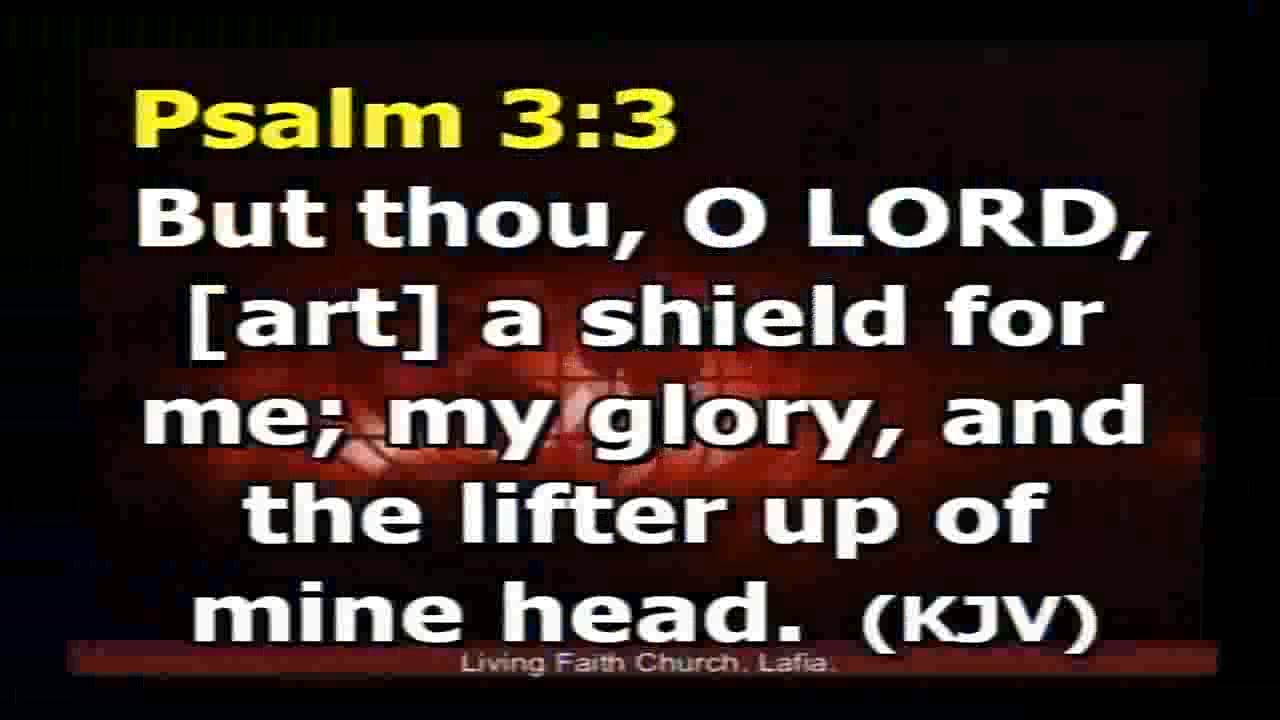 Psalm 3:3
But thou, O LORD,
[art] a shield for
me; my glory, and
the lifter up of
mine head. (KJV)
Living Faith Church. Lafia.